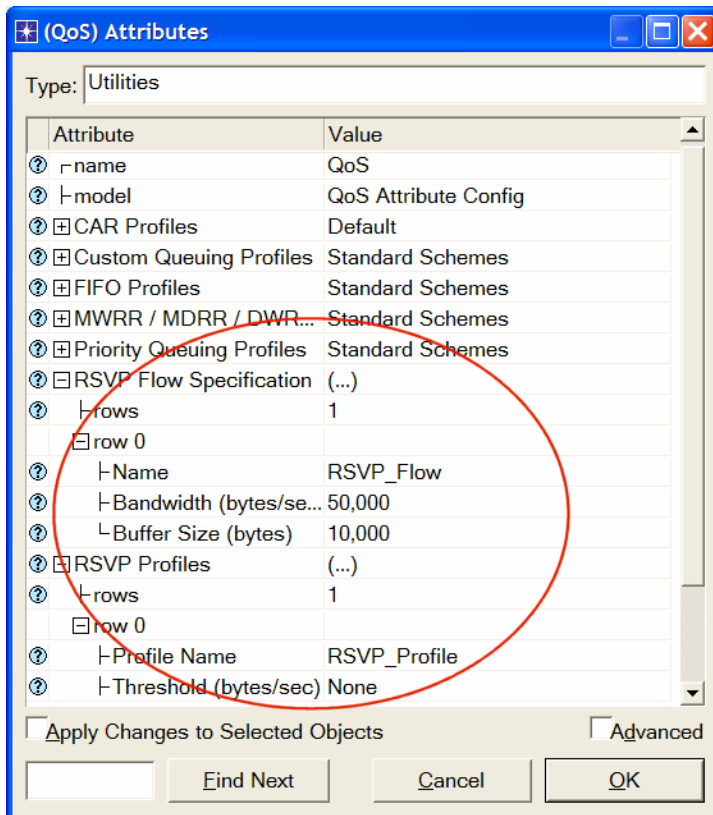 (QoS) Attributes
Type: Utilities
Attribute Value
name QoS
model QoS Attribute Config
CAR Profiles Default
Custom Queuing Profiles Standard Schemes
FIFO Profiles Standard Schemes
MWRR / MDRR / DWR... Standard Schemes
Priority Queuing Profiles Standard Schemes
RSVP Flow Specification (...)
rows 1
row 0
Name RSVP_Flow
Bandwidth (bytes/se... 50,000
Buffer Size (bytes) 10,000
RSVP Profiles (...)
rows 1
row 0
Profile Name RSVP_Profile
Threshold (bytes/sec) None
Apply Changes to Selected Objects Advanced
Find Next Cancel OK